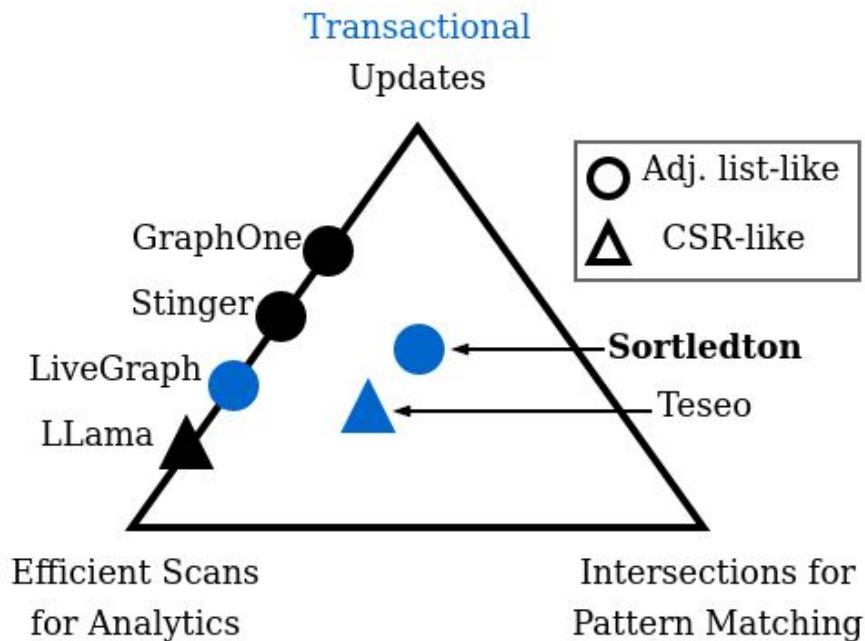 Transactional
Updates
Adj. list-like
CSR-like
GraphOne
Stinger
LiveGraph
LLama
Sortledton
Teseo
Efficient Scans
for Analytics
Intersections for
Pattern Matching